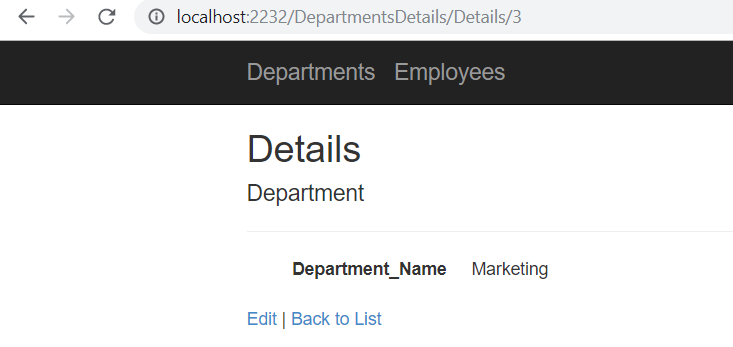 localhost:2232/DepartmentsDetails/Details/3
Departments Employees
Details
Department
Department_Name Marketing
Edit | Back to List